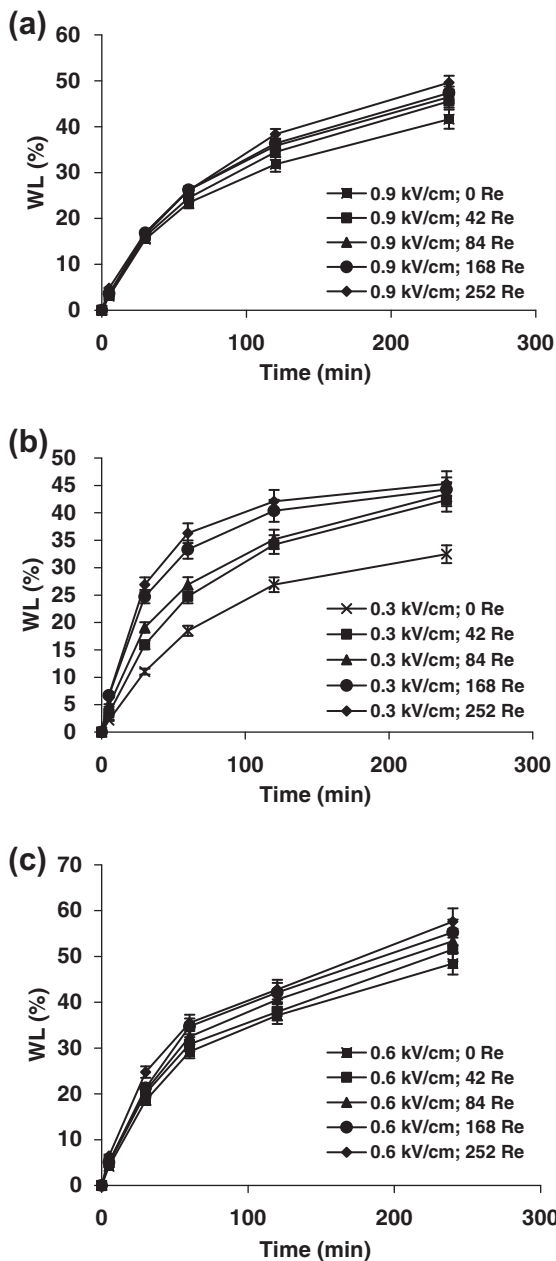 (a)
60
50
40
30
20
10
0
WL (%)
0.9 kV/cm; 0 Re
0.9 kV/cm; 42 Re
0.9 kV/cm; 84 Re
0.9 kV/cm; 168 Re
0.9 kV/cm; 252 Re
0 100 200 300
Time (min)
(b)
50
45
40
35
30
25
20
15
10
5
0
WL (%)
0.3 kV/cm; 0 Re
0.3 kV/cm; 42 Re
0.3 kV/cm; 84 Re
0.3 kV/cm; 168 Re
0.3 kV/cm; 252 Re
0 100 200 300
Time (min)
(c)
70
60
50
40
30
20
10
0
WL (%)
0.6 kV/cm; 0 Re
0.6 kV/cm; 42 Re
0.6 kV/cm; 84 Re
0.6 kV/cm; 168 Re
0.6 kV/cm; 252 Re
0 100 200 300
Time (min)